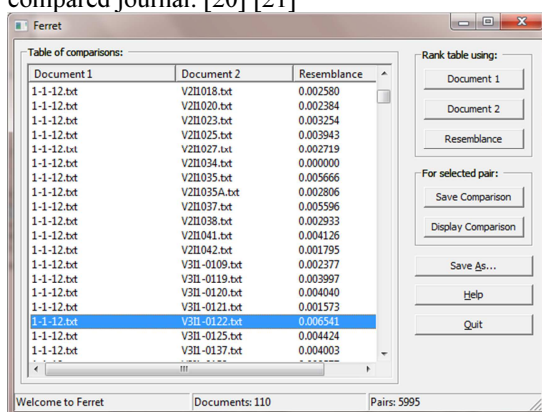 compared journal. [20] [21]
Ferret
Table of comparisons:
Document 1 Document 2 Resemblance
1-1-12.txt V2I1018.txt 0.002580
1-1-12.txt V2I1020.txt 0.002384
1-1-12.txt V2I1023.txt 0.003254
1-1-12.txt V2I1025.txt 0.003943
1-1-12.txt V2I1027.txt 0.002719
1-1-12.txt V2I1034.txt 0.000000
1-1-12.txt V2I1035.txt 0.005666
1-1-12.txt V2I1035A.txt 0.002806
1-1-12.txt V2I1037.txt 0.005596
1-1-12.txt V2I1038.txt 0.002933
1-1-12.txt V2I1041.txt 0.004126
1-1-12.txt V2I1042.txt 0.001795
1-1-12.txt V3I1-0109.txt 0.002377
1-1-12.txt V3I1-0119.txt 0.003997
1-1-12.txt V3I1-0120.txt 0.004040
1-1-12.txt V3I1-0121.txt 0.001573
1-1-12.txt V3I1-0122.txt 0.006541
1-1-12.txt V3I1-0125.txt 0.004424
1-1-12.txt V3I1-0137.txt 0.004003
Rank table using:
Document 1
Document 2
Resemblance
For selected pair:
Save Comparison
Display Comparison
Save As...
Help
Quit
Welcome to Ferret Documents: 110 Pairs: 5995